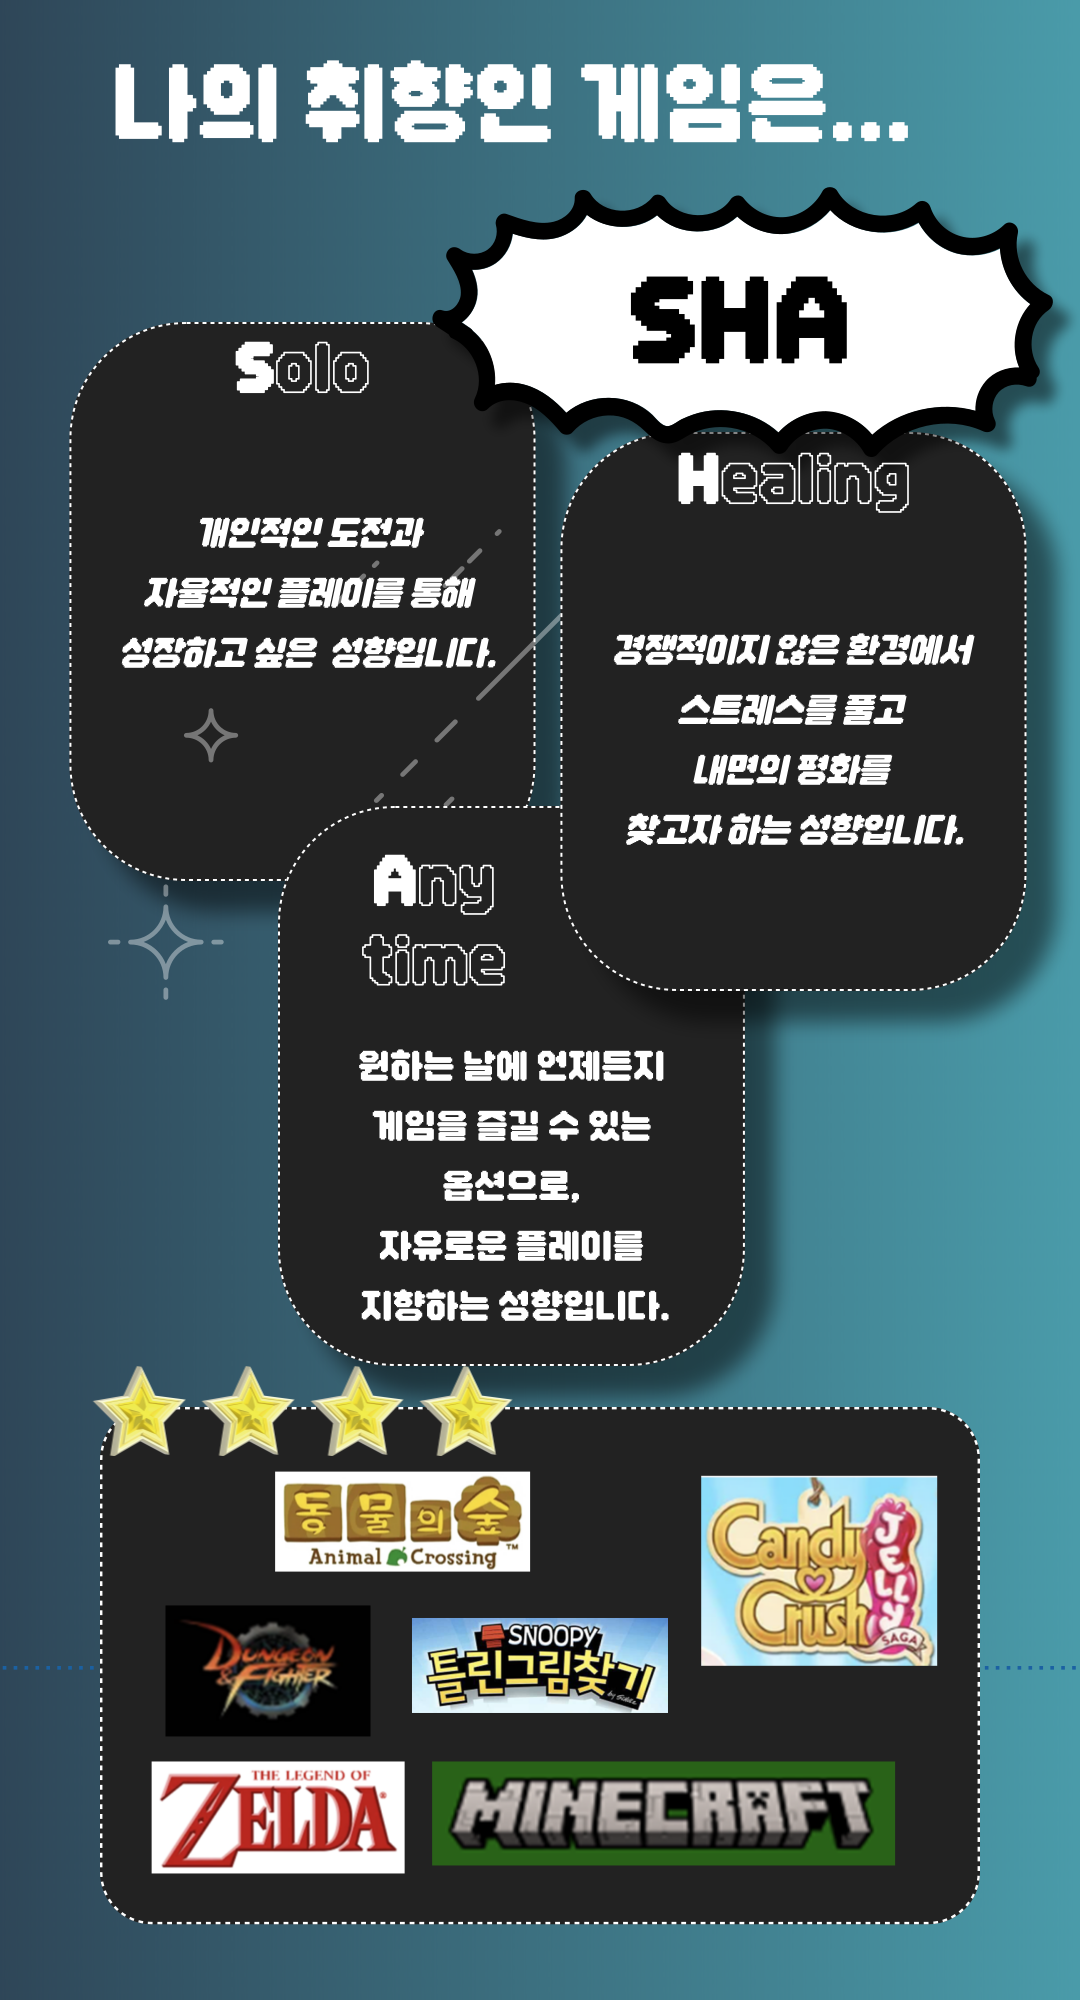 나의 취향인 게임은...
SHA
Solo
개인적인 도전과
자율적인 플레이를 통해
성장하고 싶은 성향입니다.
Healing
경쟁적이지 않은 환경에서
스트레스를 풀고
내면의 평화를
찾고자 하는 성향입니다.
Any
time
원하는 날에 언제든지
게임을 즐길 수 있는
옵션으로,
자유로운 플레이를
지향하는 성향입니다.
동물의숲™
Animal Crossing
Candy
Crush
JELLY
SAGA
DUNGEON
&FIGHTER
SNOOPY
틀린그림찾기
THE LEGEND OF
ZELDA
MINECRAFT